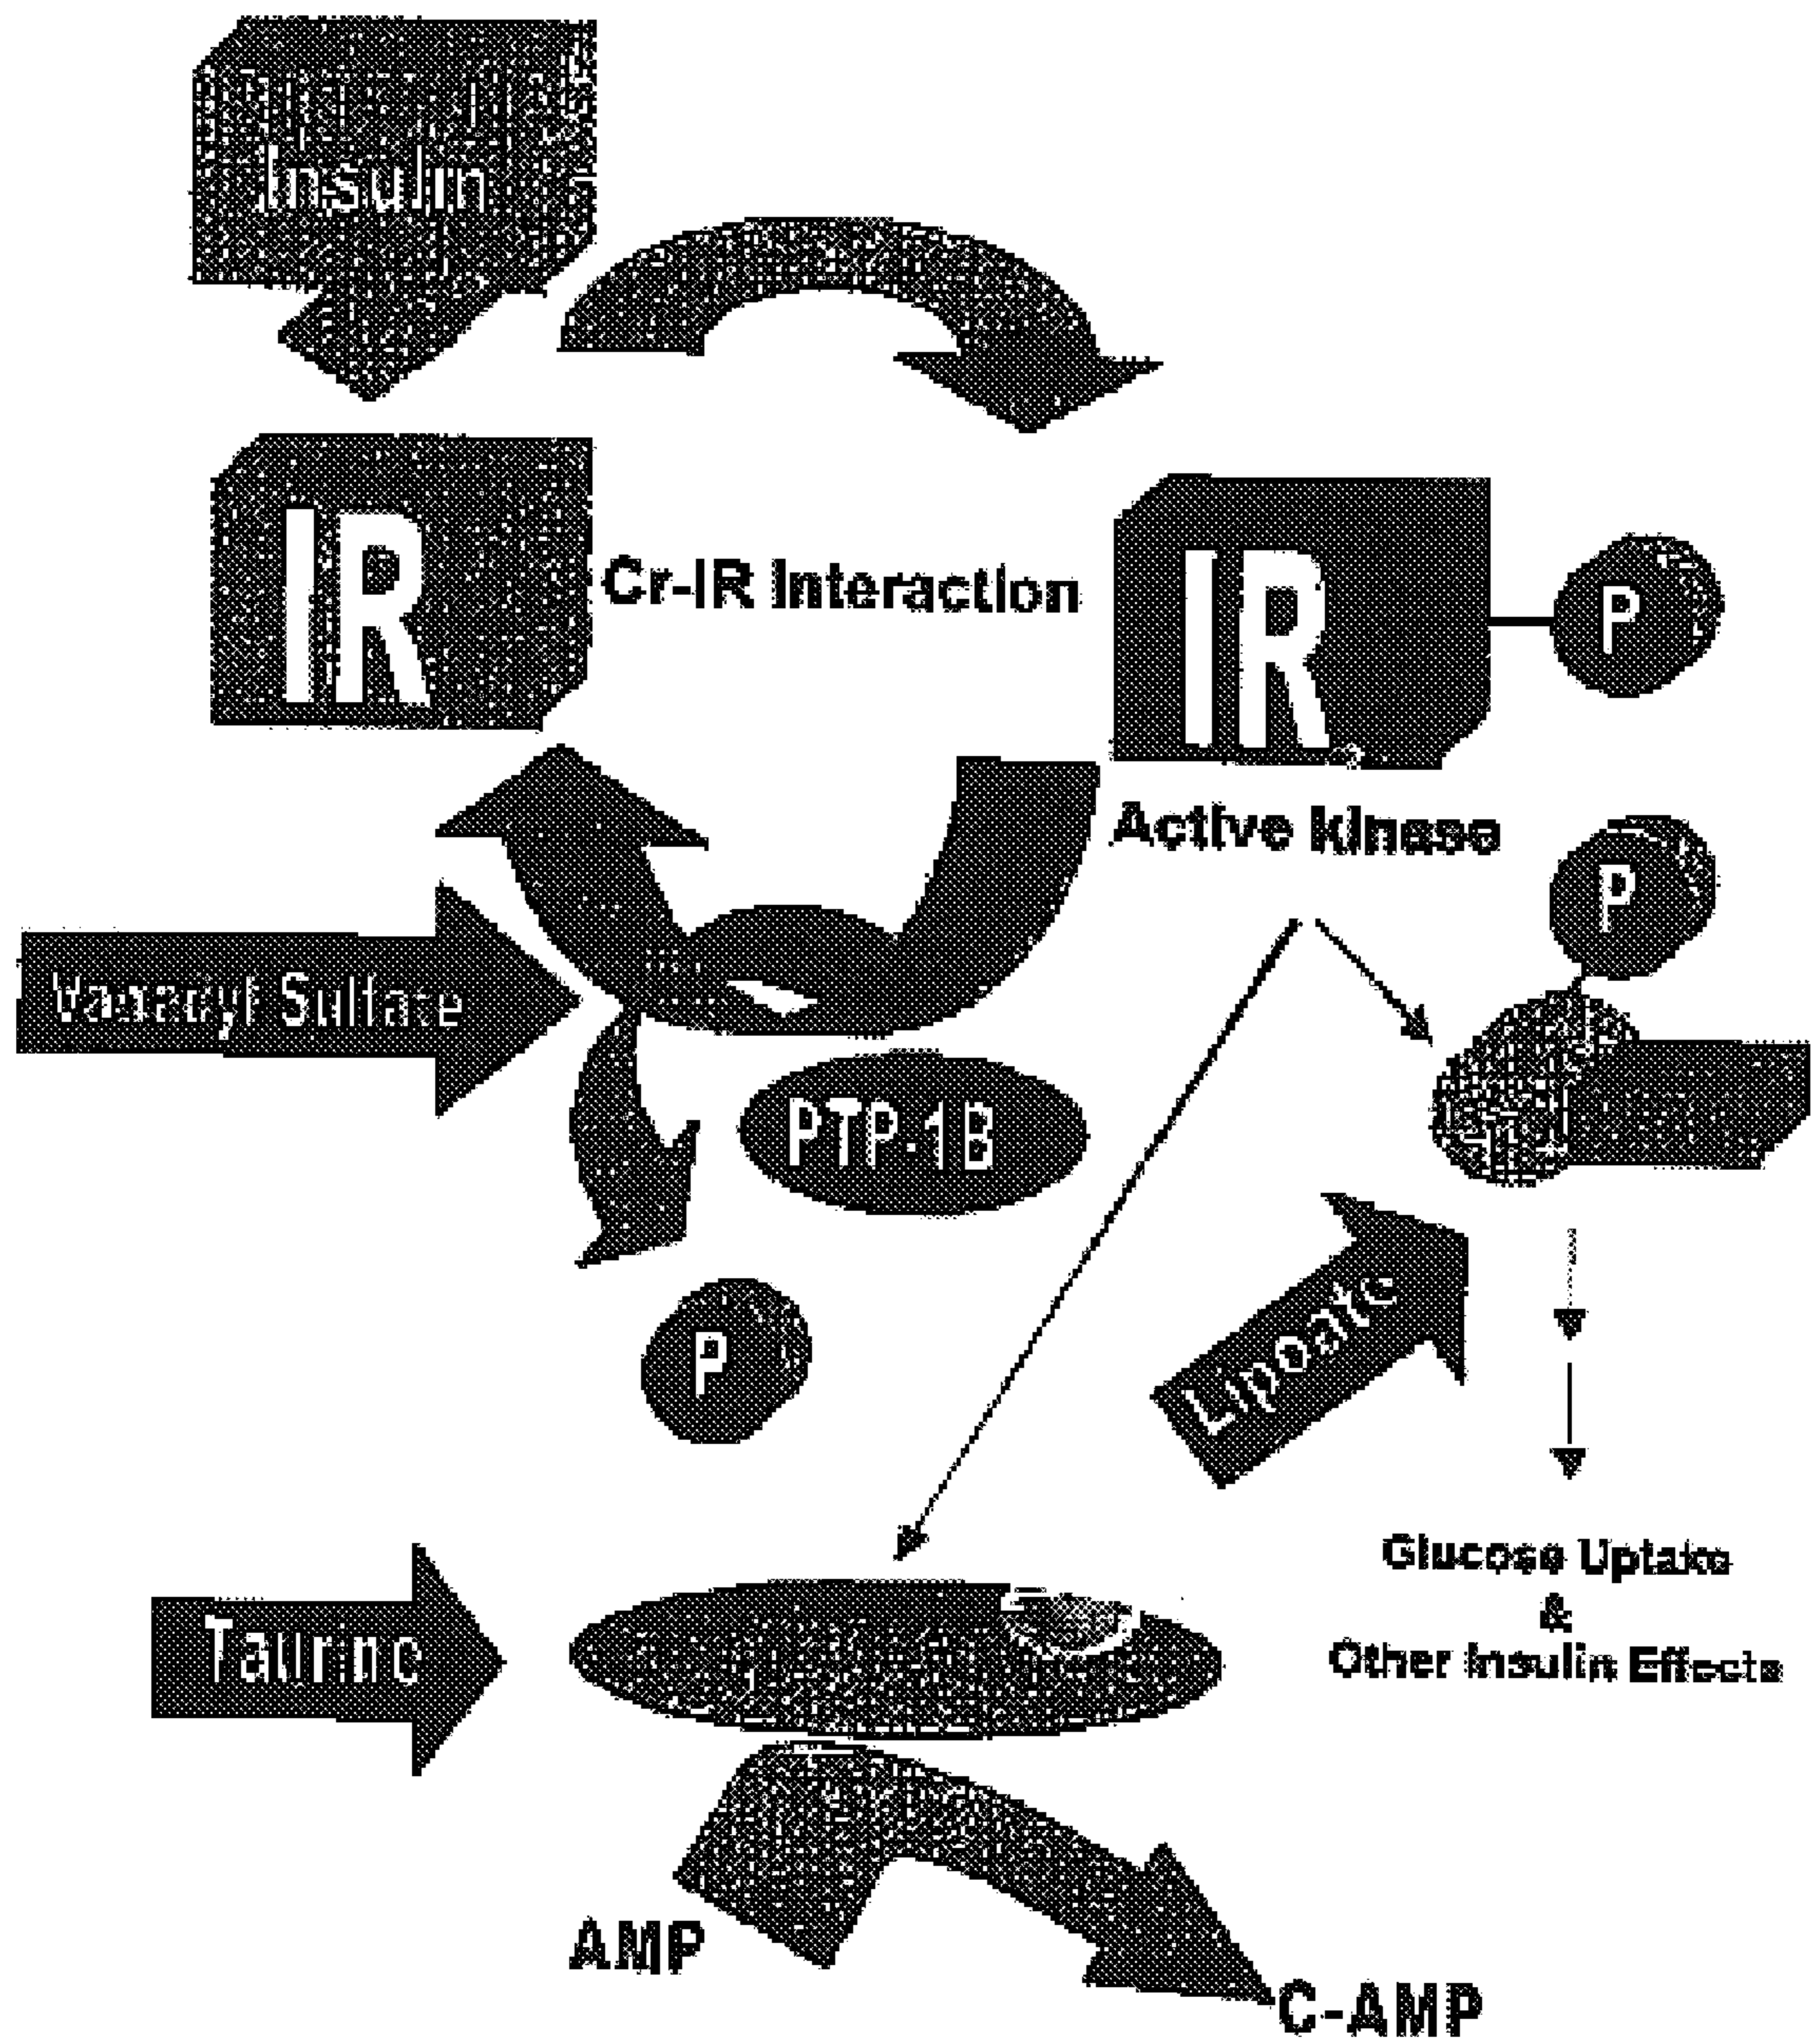 Insulin
IR
Cr-IR Interaction
IR
P
Active kinase
P
Vanadyl Sulfate
PTP-1B
Lipoate
P
Glucose Uptake
&
Other Insulin Effects
Taurine
AMP
C-AMP